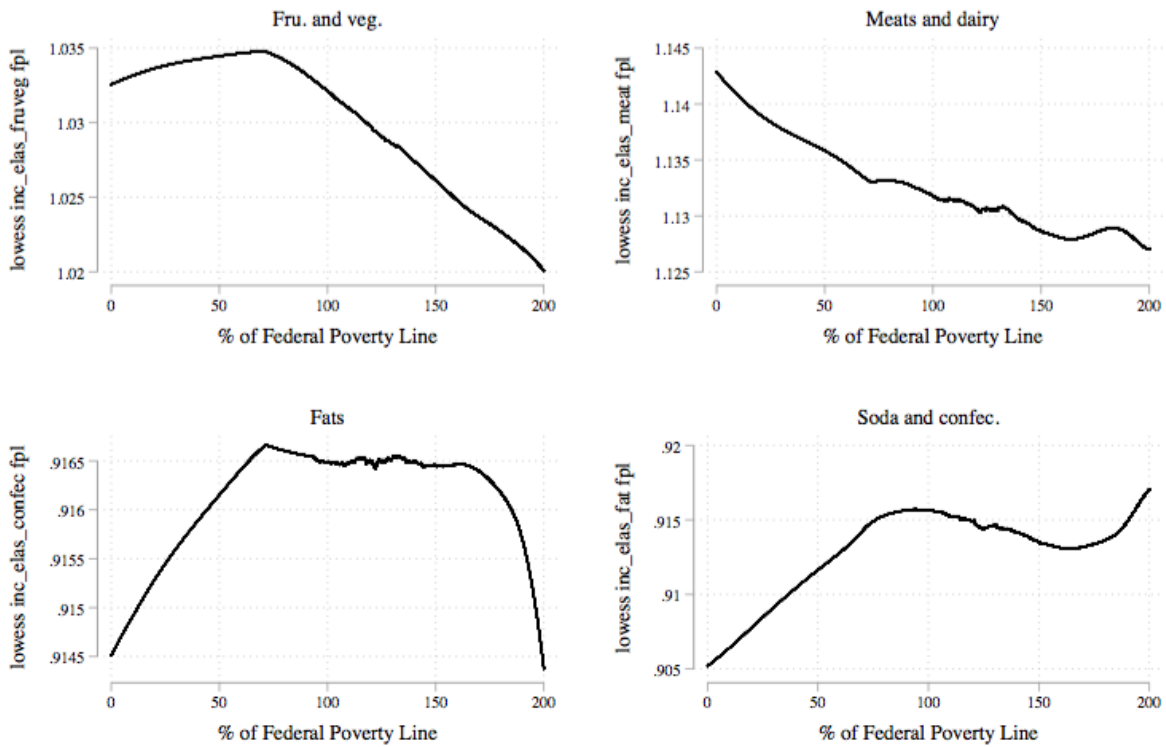 Fru. and veg.
lowess inc_elas_fruveg fpl
1.035
1.03
1.025
1.02
0 50 100 150 200
% of Federal Poverty Line
Meats and dairy
lowess inc_elas_meat fpl
1.145
1.14
1.135
1.13
1.125
0 50 100 150 200
% of Federal Poverty Line
Fats
lowess inc_elas_confec fpl
.9165
.916
.9155
.915
.9145
0 50 100 150 200
% of Federal Poverty Line
Soda and confec.
lowess inc_elas_fat fpl
.92
.915
.91
.905
0 50 100 150 200
% of Federal Poverty Line